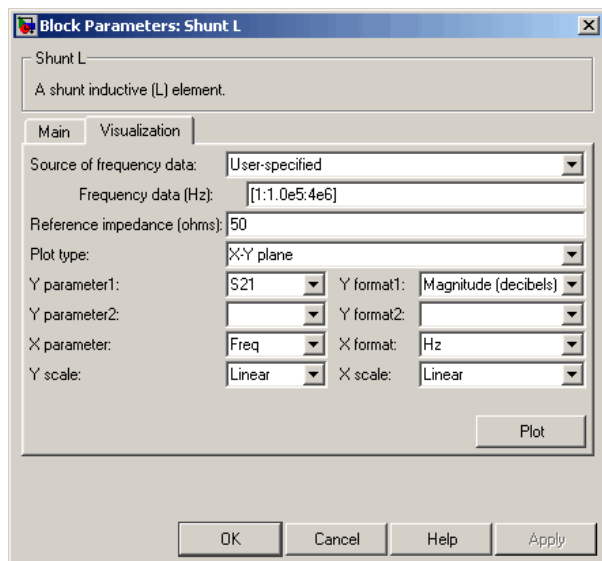 Block Parameters: Shunt L
Shunt L
A shunt inductive (L) element.
Main Visualization
Source of frequency data: User-specified
Frequency data (Hz): [1:1.0e5:4e6]
Reference impedance (ohms): 50
Plot type: X-Y plane
Y parameter1: S21 Y format1: Magnitude (decibels)
Y parameter2: Y format2:
X parameter: Freq X format: Hz
Y scale: Linear X scale: Linear
Plot
OK Cancel Help Apply